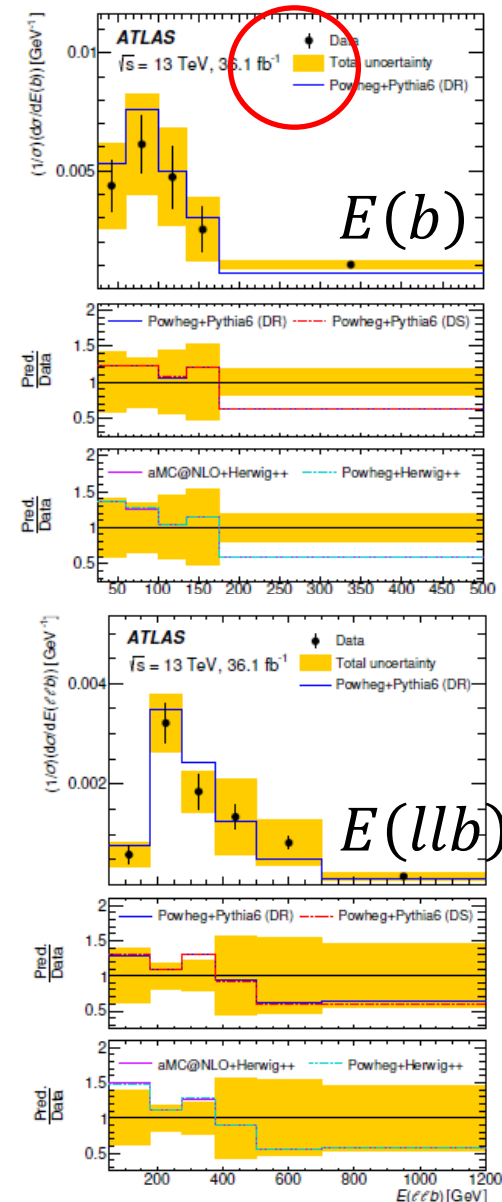 0.01
ATLAS
Data
√s = 13 TeV, 36.1 fb⁻¹
Total uncertainty
Powheg+Pythia6 (DR)
(1/σ)(dσ/dE(b)) [GeV⁻¹]
0.005
E(b)
2
Powheg+Pythia6 (DR) Powheg+Pythia6 (DS)
1.5
Pred.
Data
1
0.5
2
aMC@NLO+Herwig++ Powheg+Herwig++
1.5
Pred.
Data
1
0.5
50 100 150 200 250 300 350 400 450 500
ATLAS
Data
√s = 13 TeV, 36.1 fb⁻¹
Total uncertainty
Powheg+Pythia6 (DR)
(1/σ)(dσ/dE(ℓℓb)) [GeV⁻¹]
0.004
0.002
E(llb)
2
Powheg+Pythia6 (DR) Powheg+Pythia6 (DS)
1.5
Pred.
Data
1
0.5
2
aMC@NLO+Herwig++ Powheg+Herwig++
1.5
Pred.
Data
1
0.5
200 400 600 800 1000 1200
E(ℓℓb) [GeV]